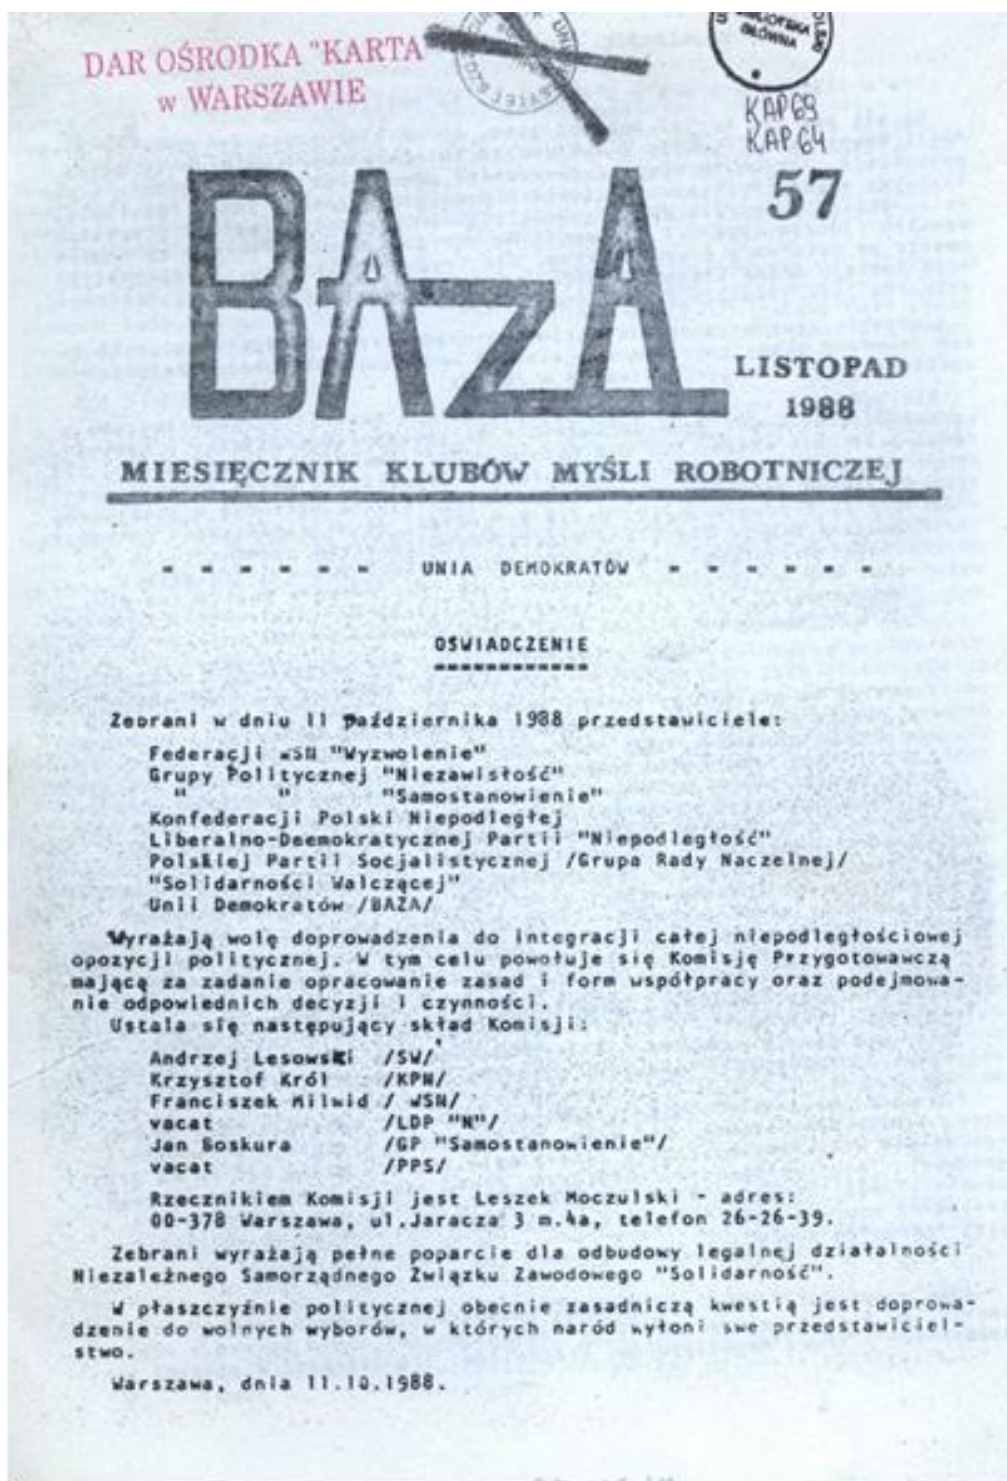 DAR OŚRODKA "KARTA
w WARSZAWIE
BIBLIOTEKA
GŁÓWNA
KAP 69
KAP 64
57
BAZA
LISTOPAD
1988
MIESIĘCZNIK KLUBÓW MYŚLI ROBOTNICZEJ
- - - - - - UNIA DEMOKRATÓW - - - - - -
OŚWIADCZENIE
============
Zebrani w dniu 11 Października 1988 przedstawiciele:
Federacji WSN "Wyzwolenie"
Grupy Politycznej "Niezawisłość"
" " "Samostanowienie"
Konfederacji Polski Niepodległej
Liberalno-Deemokratycznej Partii "Niepodległość"
Polskiej Partii Socjalistycznej /Grupa Rady Naczelnej/
"Solidarności Walczącej"
Unii Demokratów /BAZA/
Wyrażają wolę doprowadzenia do integracji całej niepodległościowej
opozycji politycznej. W tym celu powołuje się Komisję Przygotowawczą
mającą za zadanie opracowanie zasad i form współpracy oraz podejmowa-
nie odpowiednich decyzji i czynności.
Ustala się następujący skład Komisji:
Andrzej Lesowski /SW/
Krzysztof Król /KPN/
Franciszek Milwid / WSN/
vacat /LDP "N"/
Jan Boskura /GP "Samostanowienie"/
vacat /PPS/
Rzecznikiem Komisji jest Leszek Moczulski - adres:
00-378 Warszawa, ul.Jaracza 3 m.4a, telefon 26-26-39.
Zebrani wyrażają pełne poparcie dla odbudowy legalnej działalności
Niezależnego Samorządnego Związku Zawodowego "Solidarność".
W płaszczyźnie politycznej obecnie zasadniczą kwestią jest doprowa-
dzenie do wolnych wyborów, w których naród wyłoni swe przedstawiciel-
stwo.
Warszawa, dnia 11.10.1988.